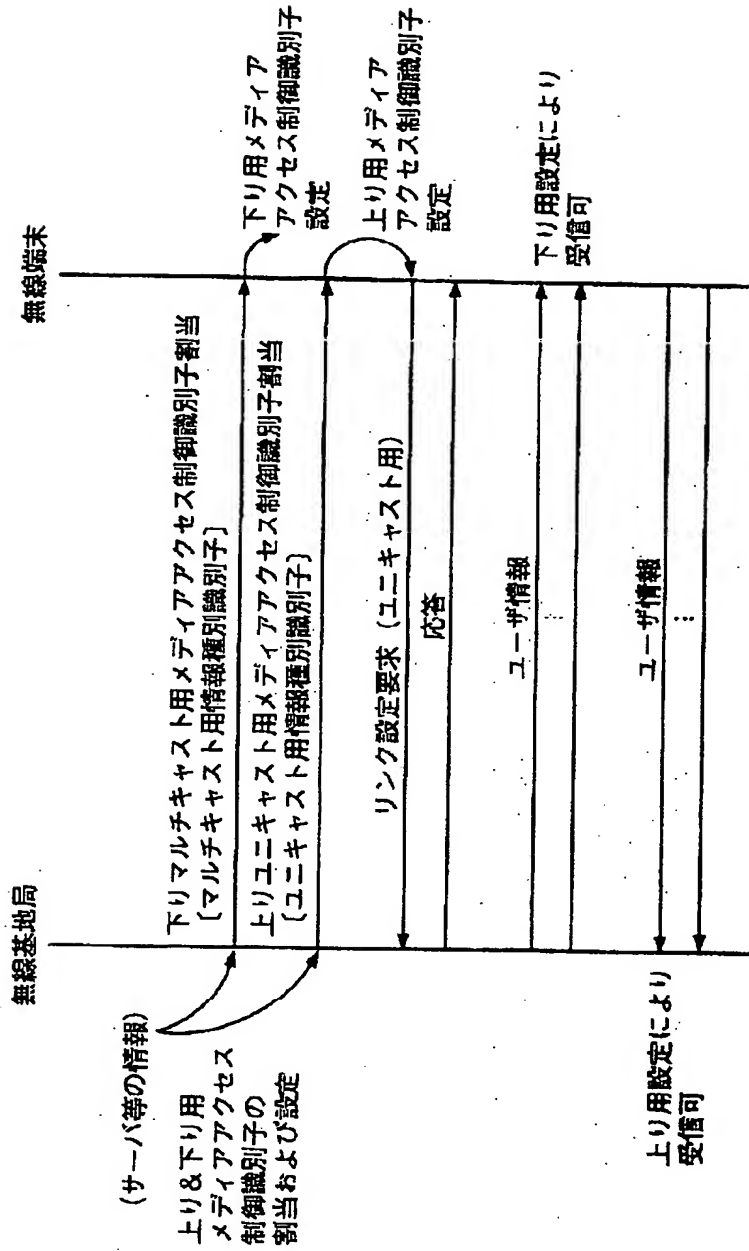 無線基地局
無線端末
(サーバ等の情報)
上り&下り用
メディアアクセス
制御識別子の
割当および設定
下りマルチキャスト用メディアアクセス制御識別子割当
〔マルチキャスト用情報種別識別子〕
下り用メディア
アクセス制御識別子
設定
上りユニキャスト用メディアアクセス制御識別子割当
〔ユニキャスト用情報種別識別子〕
上り用メディア
アクセス制御識別子
設定
リンク設定要求(ユニキャスト用)
応答
ユーザ情報
…
下り用設定により
受信可
ユーザ情報
…
上り用設定により
受信可